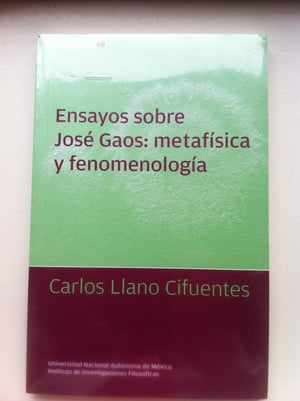 Ensayos sobre
José Gaos: metafísica
y fenomenología
Carlos Llano Cifuentes
Universidad Nacional Autónoma de México
Instituto de Investigaciones Filosóficas